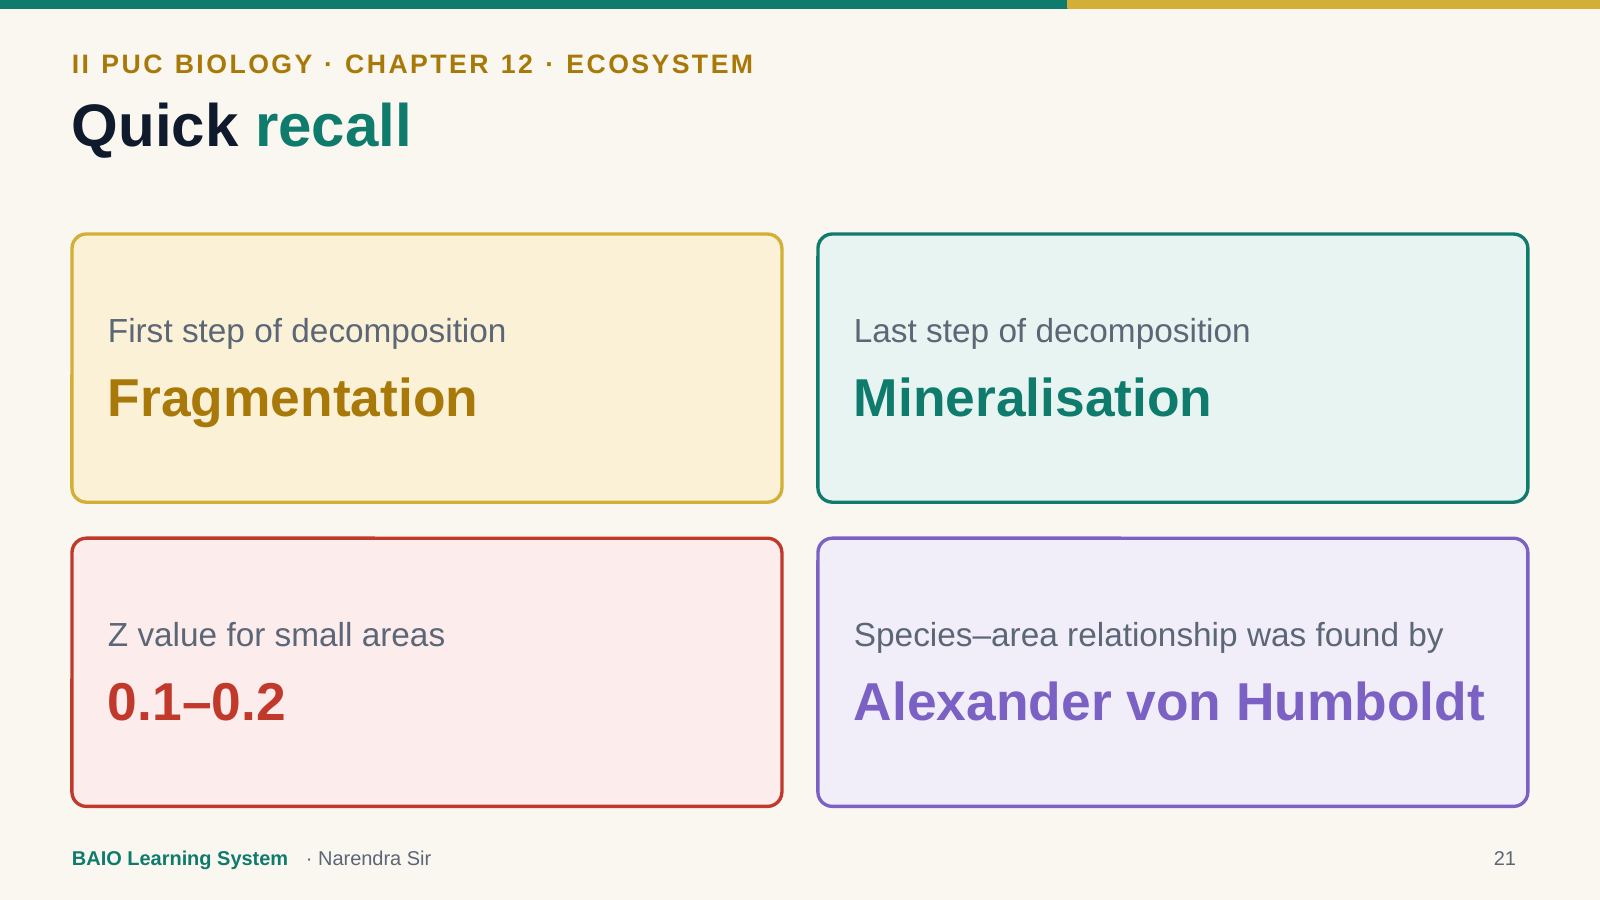 II PUC BIOLOGY · CHAPTER 12 · ECOSYSTEM
Quick recall
First step of decomposition
Fragmentation
Last step of decomposition
Mineralisation
Z value for small areas
0.1–0.2
Species–area relationship was found by
Alexander von Humboldt
BAIO Learning System · Narendra Sir
21